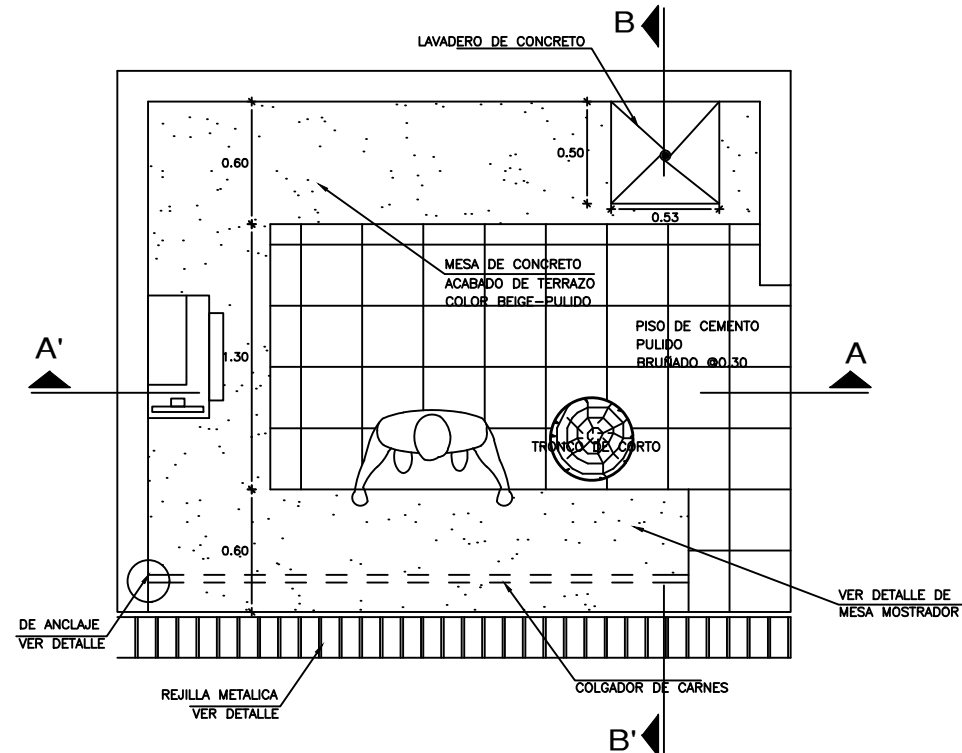 B
LAVADERO DE CONCRETO
0.60
0.50
0.53
MESA DE CONCRETO
ACABADO DE TERRAZO
COLOR BEIGE-PULIDO
PISO DE CEMENTO
PULIDO
BRUÑADO @0.30
A'
1.30
A
TRONCO DE CORTO
0.60
VER DETALLE DE
MESA MOSTRADOR
DE ANCLAJE
VER DETALLE
REJILLA METALICA
VER DETALLE
COLGADOR DE CARNES
B'